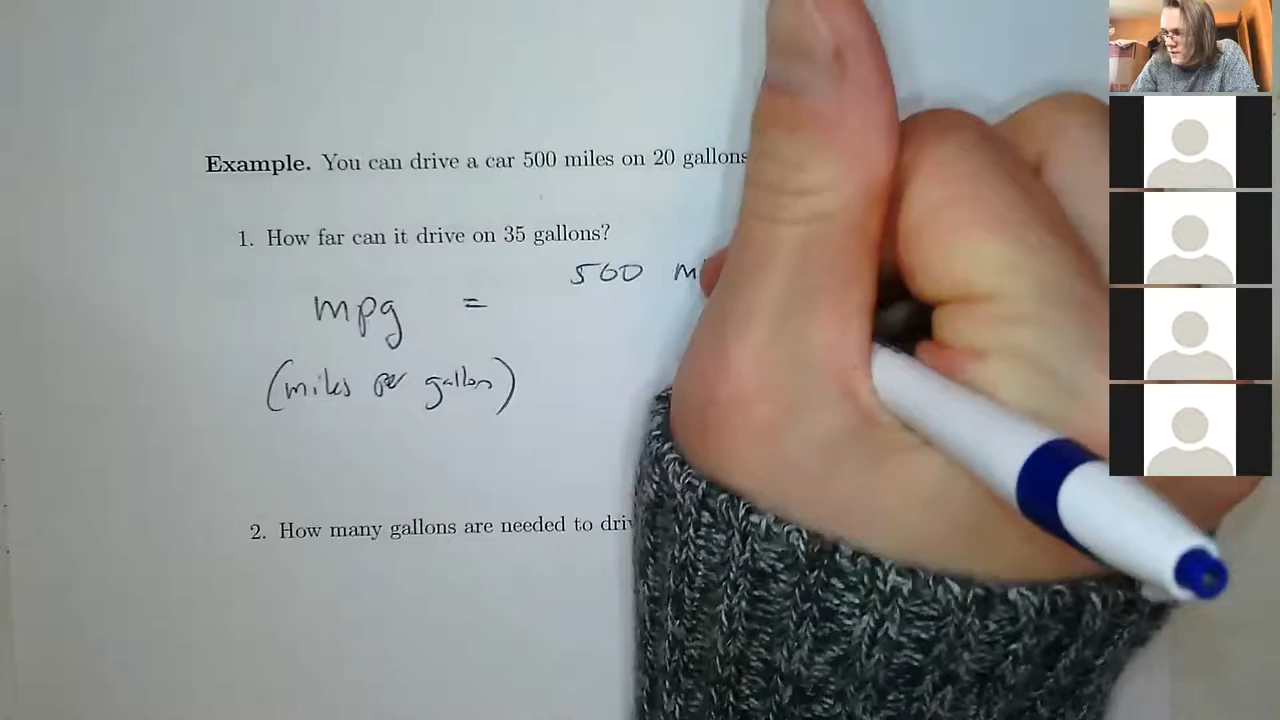 Example. You can drive a car 500 miles on 20 gallons
1. How far can it drive on 35 gallons?
500 m
mpg =
(miles per gallon)
2. How many gallons are needed to